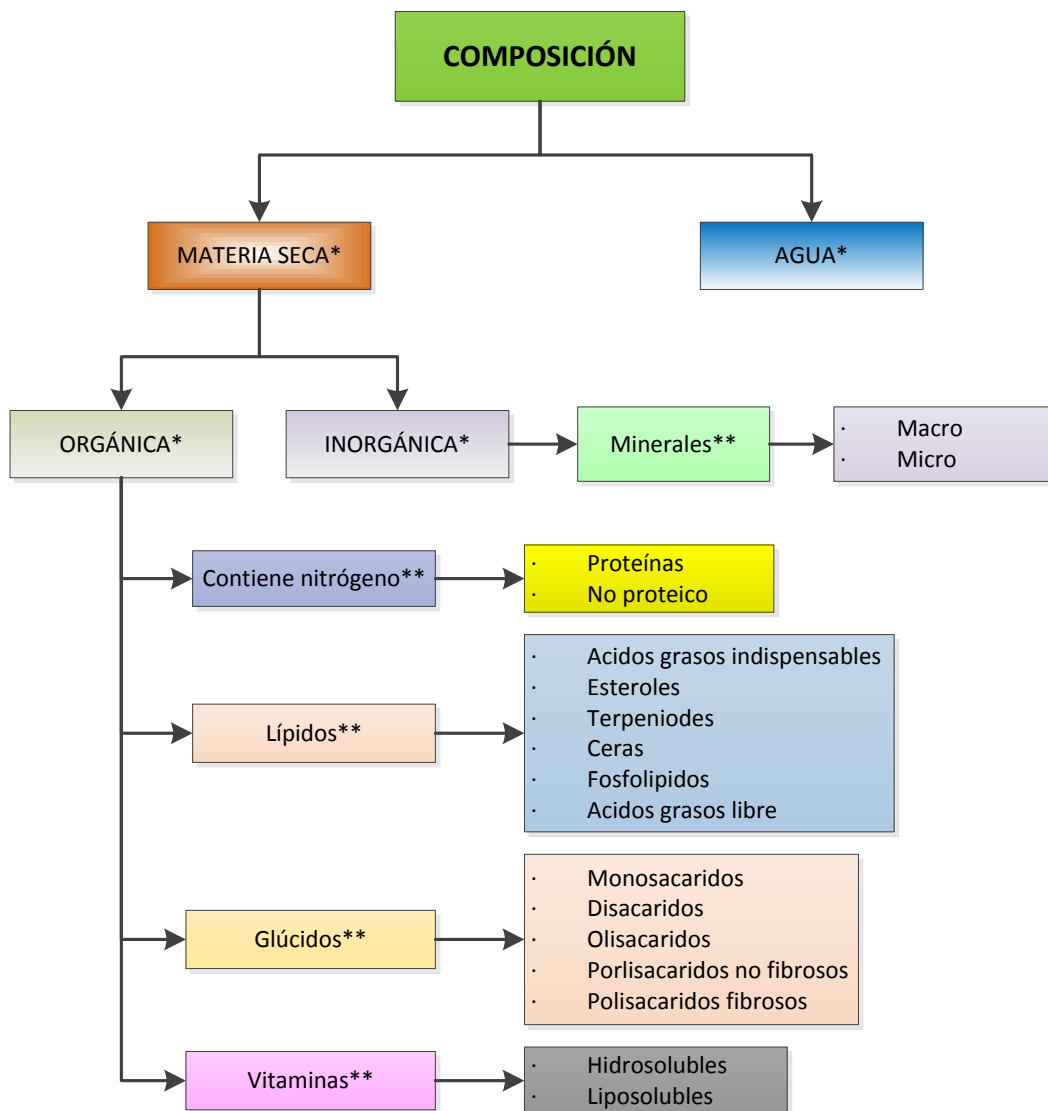 COMPOSICIÓN
MATERIA SECA*
AGUA*
ORGÁNICA*
INORGÁNICA*
Minerales**
· Macro
· Micro
Contiene nitrógeno**
· Proteínas
· No proteico
Lípidos**
· Acidos grasos indispensables
· Esteroles
· Terpeniodes
· Ceras
· Fosfolipidos
· Acidos grasos libre
Glúcidos**
· Monosacaridos
· Disacaridos
· Olisacaridos
· Porlisacaridos no fibrosos
· Polisacaridos fibrosos
Vitaminas**
· Hidrosolubles
· Liposolubles